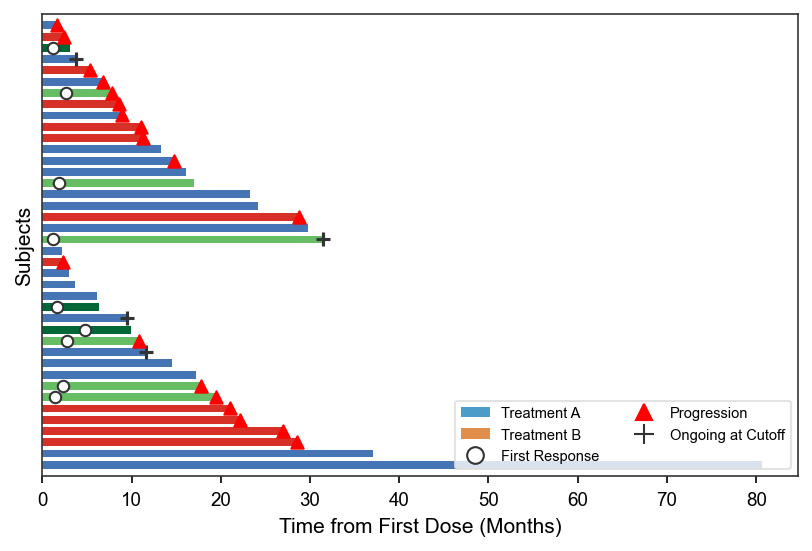 Subjects
Treatment A
Treatment B
First Response
Progression
Ongoing at Cutoff
0 10 20 30 40 50 60 70 80
Time from First Dose (Months)